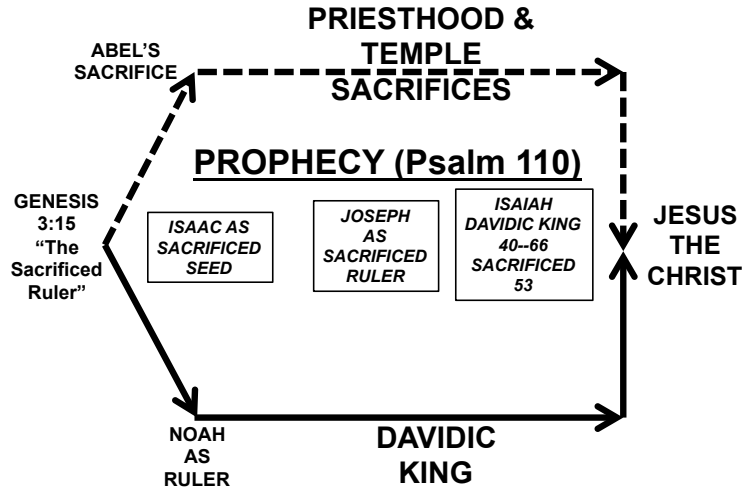 PRIESTHOOD &
TEMPLE
SACRIFICES
ABEL'S
SACRIFICE
PROPHECY (Psalm 110)
GENESIS
3:15
“The
Sacrificed
Ruler”
ISAAC AS
SACRIFICED
SEED
JOSEPH
AS
SACRIFICED
RULER
ISAIAH
DAVIDIC KING
40--66
SACRIFICED
53
JESUS
THE
CHRIST
NOAH
AS
RULER
DAVIDIC
KING